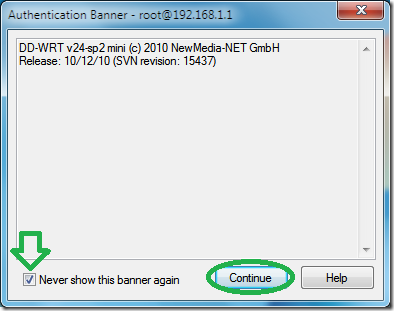 Authentication Banner - root@192.168.1.1
DD-WRT v24-sp2 mini (c) 2010 NewMedia-NET GmbH
Release: 10/12/10 (SVN revision: 15437)
Never show this banner again
Continue
Help